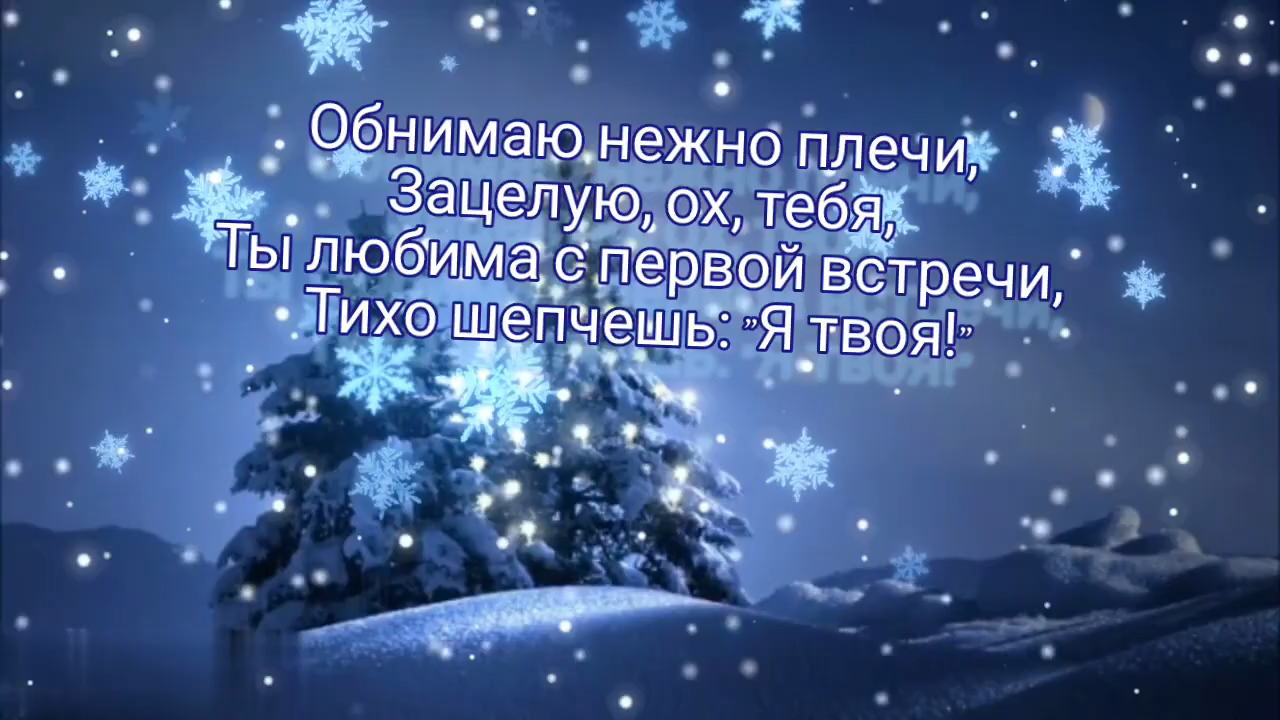 Обнимаю нежно плечи,
Зацелую, ох, тебя,
Ты любима с первой встречи,
Тихо шепчешь: ”Я твоя!”